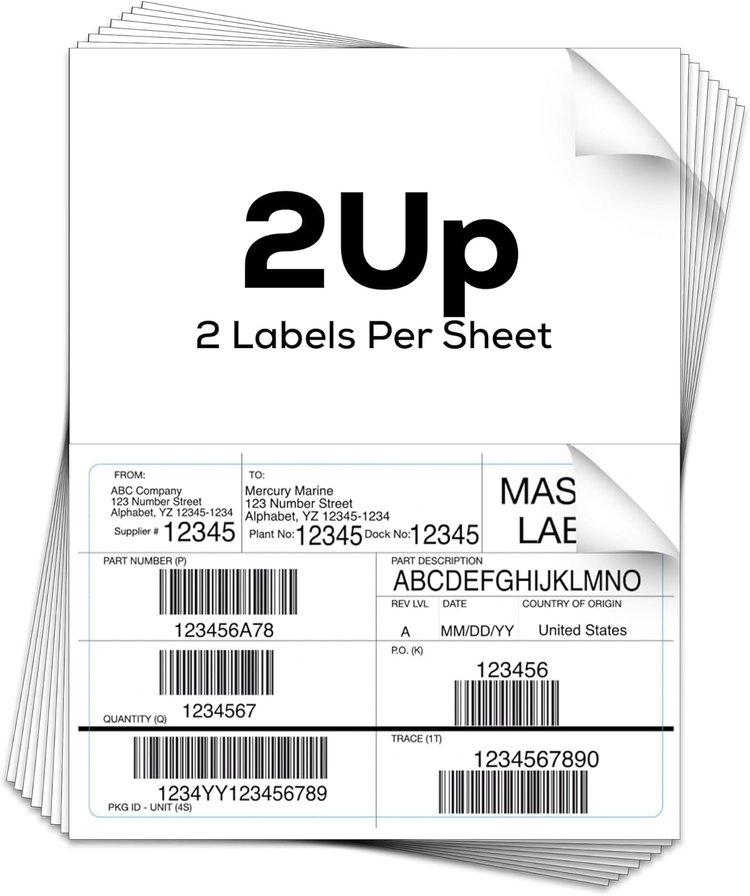 2Up
2 Labels Per Sheet
FROM:
ABC Company
123 Number Street
Alphabet, YZ 12345-1234
Supplier # 12345
TO:
Mercury Marine
123 Number Street
Alphabet, YZ 12345-1234
Plant No: 12345 Dock No: 12345
PART NUMBER (P)
123456A78
PART DESCRIPTION
ABCDEFGHIJKLMNO
REV LVL DATE COUNTRY OF ORIGIN
A MM/DD/YY United States
QUANTITY (Q) 1234567
P.O. (K)
123456
1234YY123456789
PKG ID - UNIT (4S)
TRACE (1T)
1234567890